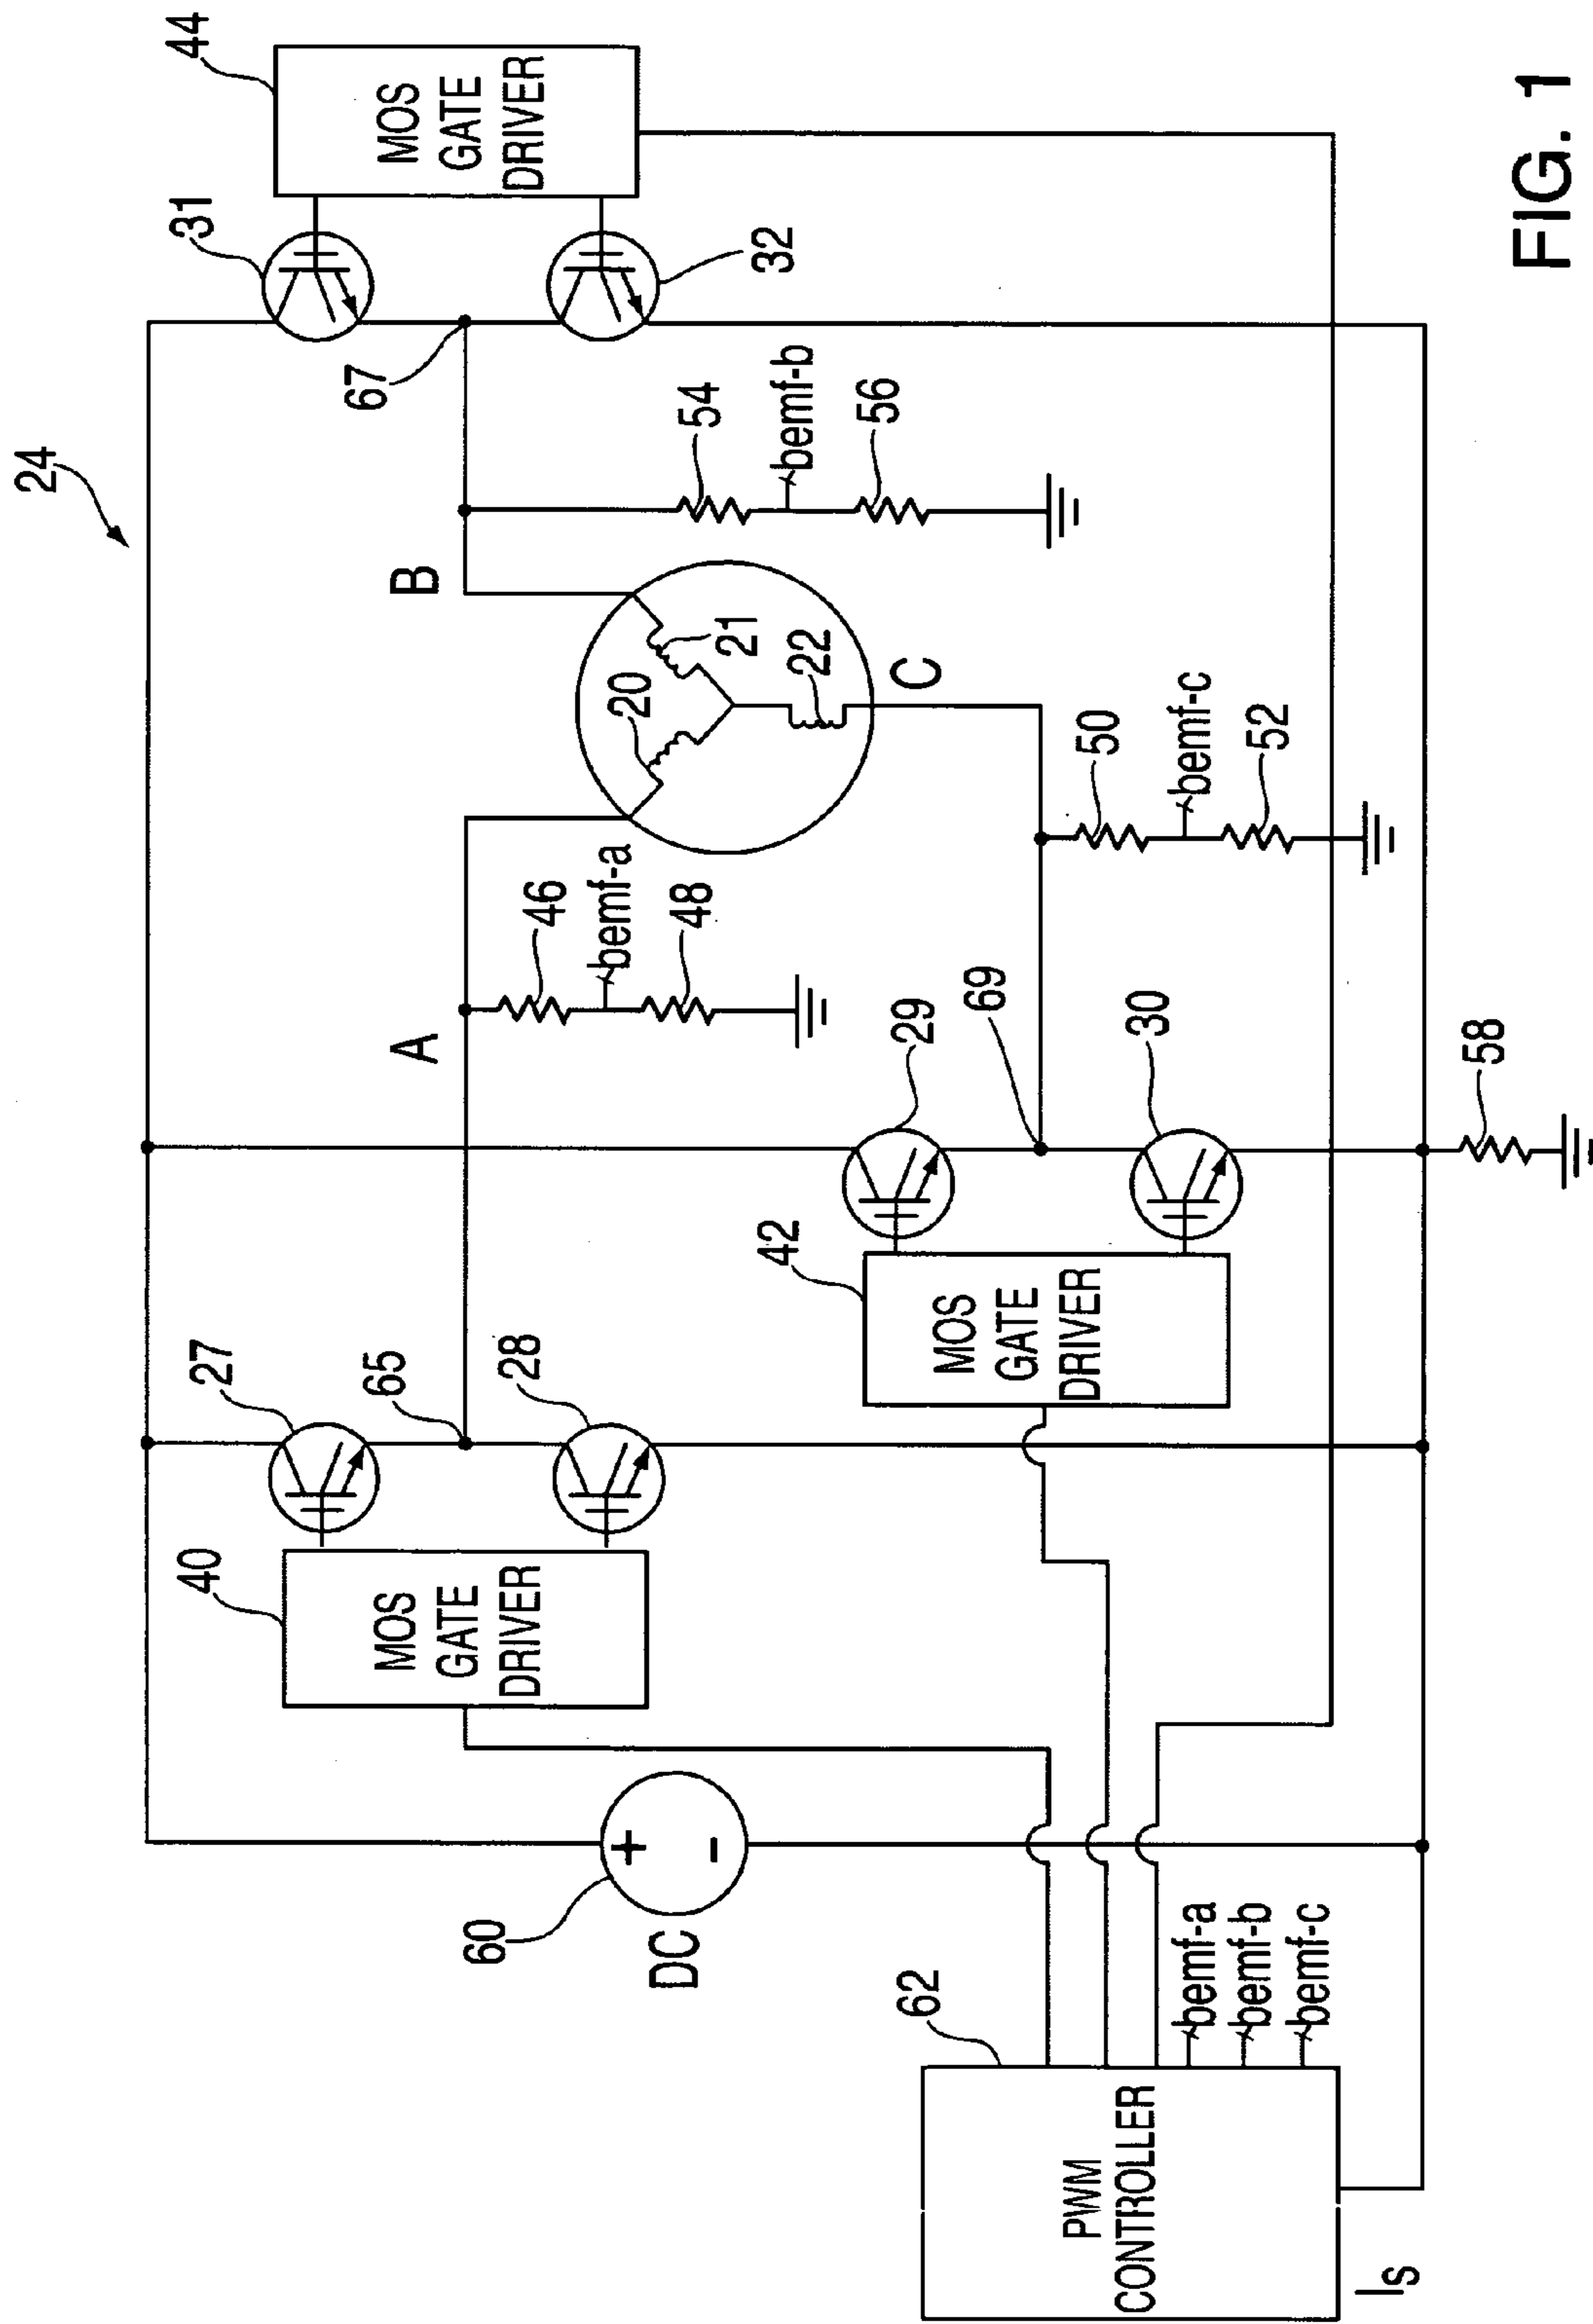 24
44
MOS
GATE
DRIVER
31
67
32
B
54
bemf-b
56
20
21
22
C
A
46
bemf-a
48
50
bemf-c
52
27
65
28
29
69
30
40
MOS
GATE
DRIVER
42
MOS
GATE
DRIVER
58
60
+
-
DC
62
PWM
CONTROLLER
bemf-a
bemf-b
bemf-c
Is
FIG. 1